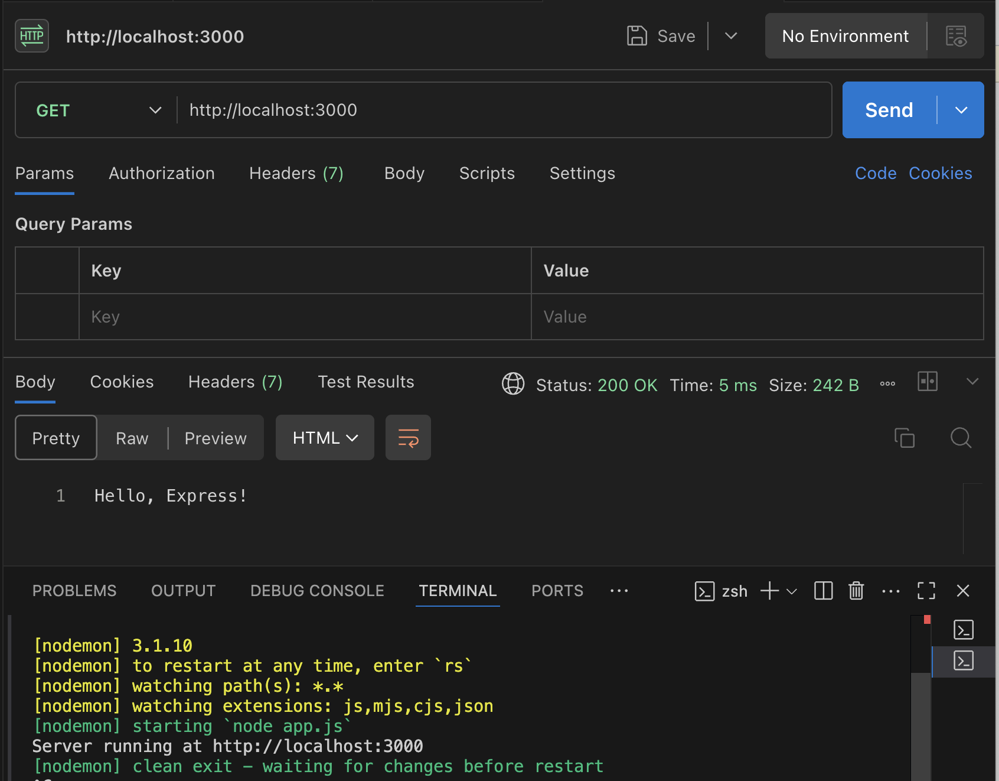 HTTP http://localhost:3000 Save No Environment
GET http://localhost:3000 Send
Params Authorization Headers (7) Body Scripts Settings Code Cookies
Query Params
Key Value
Key Value
Body Cookies Headers (7) Test Results Status: 200 OK Time: 5 ms Size: 242 B
Pretty Raw Preview HTML
1 Hello, Express!
PROBLEMS OUTPUT DEBUG CONSOLE TERMINAL PORTS zsh
[nodemon] 3.1.10
[nodemon] to restart at any time, enter `rs`
[nodemon] watching path(s): *.*
[nodemon] watching extensions: js,mjs,cjs,json
[nodemon] starting `node app.js`
Server running at http://localhost:3000
[nodemon] clean exit – waiting for changes before restart